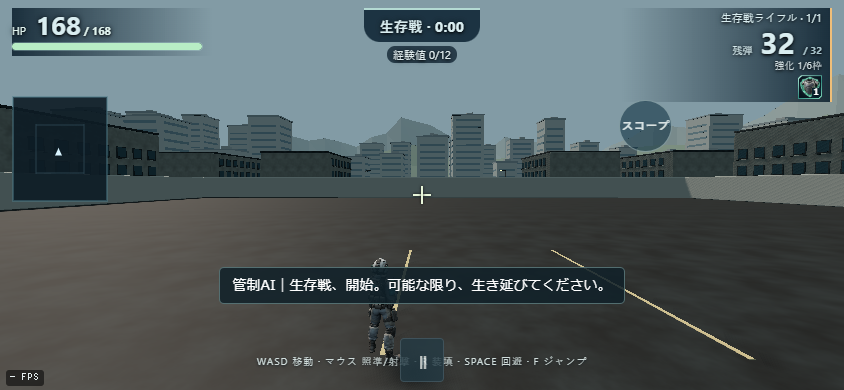 HP 168 / 168
生存戦・0:00
経験値 0/12
生存戦ライフル・1/1
残弾 32 / 32
強化 1/6枠
1
スコープ
管制AI｜生存戦、開始。可能な限り、生き延びてください。
WASD 移動・マウス 照準/射・SPACE 回避・F ジャンプ
– FPS